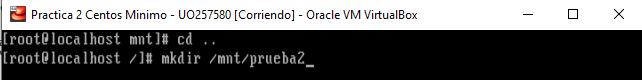 Practica 2 Centos Minimo - UO257580 [Corriendo] - Oracle VM VirtualBox
[root@localhost mnt]# cd ..
[root@localhost /]# mkdir /mnt/prueba2_